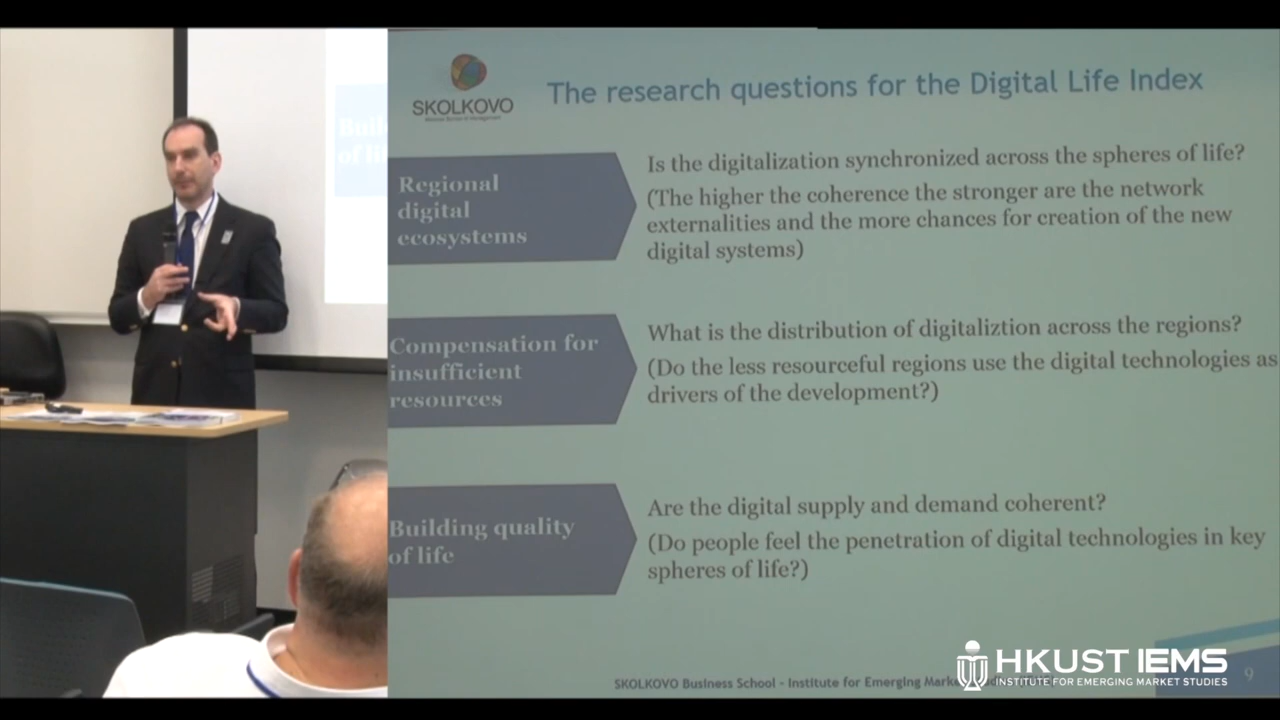 SKOLKOVO
The research questions for the Digital Life Index
Regional
digital
ecosystems
Is the digitalization synchronized across the spheres of life?
(The higher the coherence the stronger are the network
externalities and the more chances for creation of the new
digital systems)
Compensation for
insufficient
resources
What is the distribution of digitaliztion across the regions?
(Do the less resourceful regions use the digital technologies as
drivers of the development?)
Building quality
of life
Are the digital supply and demand coherent?
(Do people feel the penetration of digital technologies in key
spheres of life?)
SKOLKOVO Business School - Institute for Emerging Market
9
HKUST IEMS
INSTITUTE FOR EMERGING MARKET STUDIES